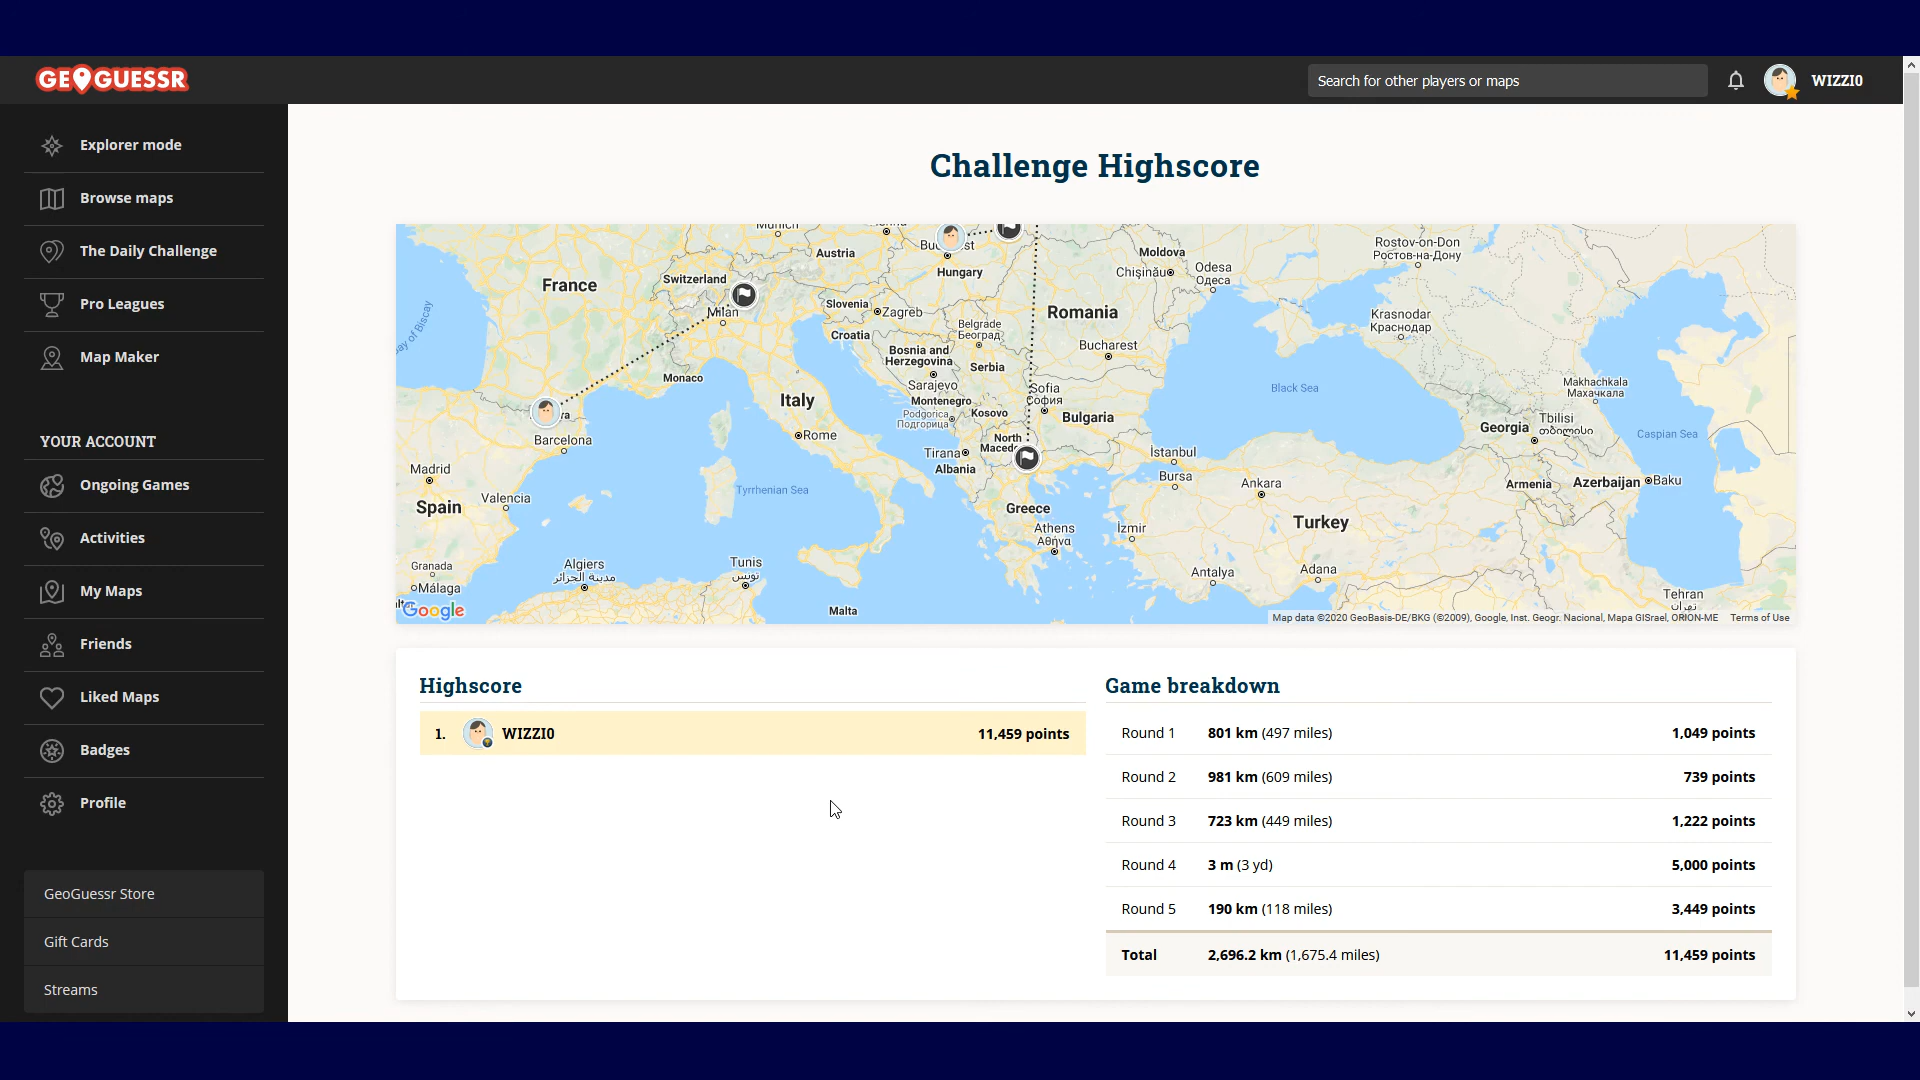 GEOGUESSR
Search for other players or maps
WIZZI0
Explorer mode
Browse maps
The Daily Challenge
Pro Leagues
Map Maker
YOUR ACCOUNT
Ongoing Games
Activities
My Maps
Friends
Liked Maps
Badges
Profile
GeoGuessr Store
Gift Cards
Streams
Challenge Highscore
Munich
Austria
Hungary
Moldova
Chișinău
Odesa
Одеса
Rostov-on-Don
Ростов-на-Дону
France
Switzerland
Milan
Slovenia
Zagreb
Croatia
Belgrade
Београд
Romania
Bucharest
Krasnodar
Краснодар
Bosnia and
Herzegovina
Serbia
Sarajevo
Monaco
Italy
Montenegro
Podgorica
Подгорица
Kosovo
Sofia
София
Bulgaria
Black Sea
Makhachkala
Махачкала
Tbilisi
თბილისი
Georgia
Caspian Sea
Barcelona
Rome
North
Tirana
Albania
İstanbul
Bursa
Ankara
Armenia
Azerbaijan
Baku
Madrid
Spain
Valencia
Tyrrhenian Sea
Greece
Athens
Αθήνα
İzmir
Turkey
Granada
Málaga
Algiers
مدينة الجزائر
Tunis
تونس
Antalya
Adana
Malta
Tehran
تهران
Google
Map data ©2020 GeoBasis-DE/BKG (©2009), Google, Inst. Geogr. Nacional, Mapa GISrael, ORION-ME
Terms of Use
Highscore
1. WIZZI0 11,459 points
Game breakdown
Round 1 801 km (497 miles) 1,049 points
Round 2 981 km (609 miles) 739 points
Round 3 723 km (449 miles) 1,222 points
Round 4 3 m (3 yd) 5,000 points
Round 5 190 km (118 miles) 3,449 points
Total 2,696.2 km (1,675.4 miles) 11,459 points